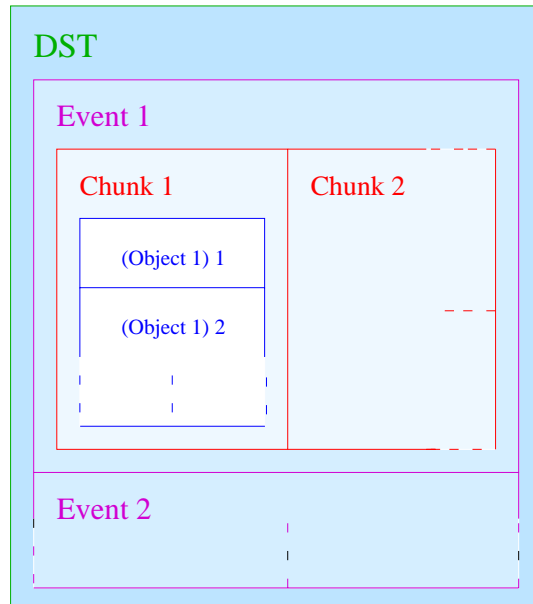 DST
Event 1
Chunk 1
Chunk 2
(Object 1) 1
(Object 1) 2
Event 2